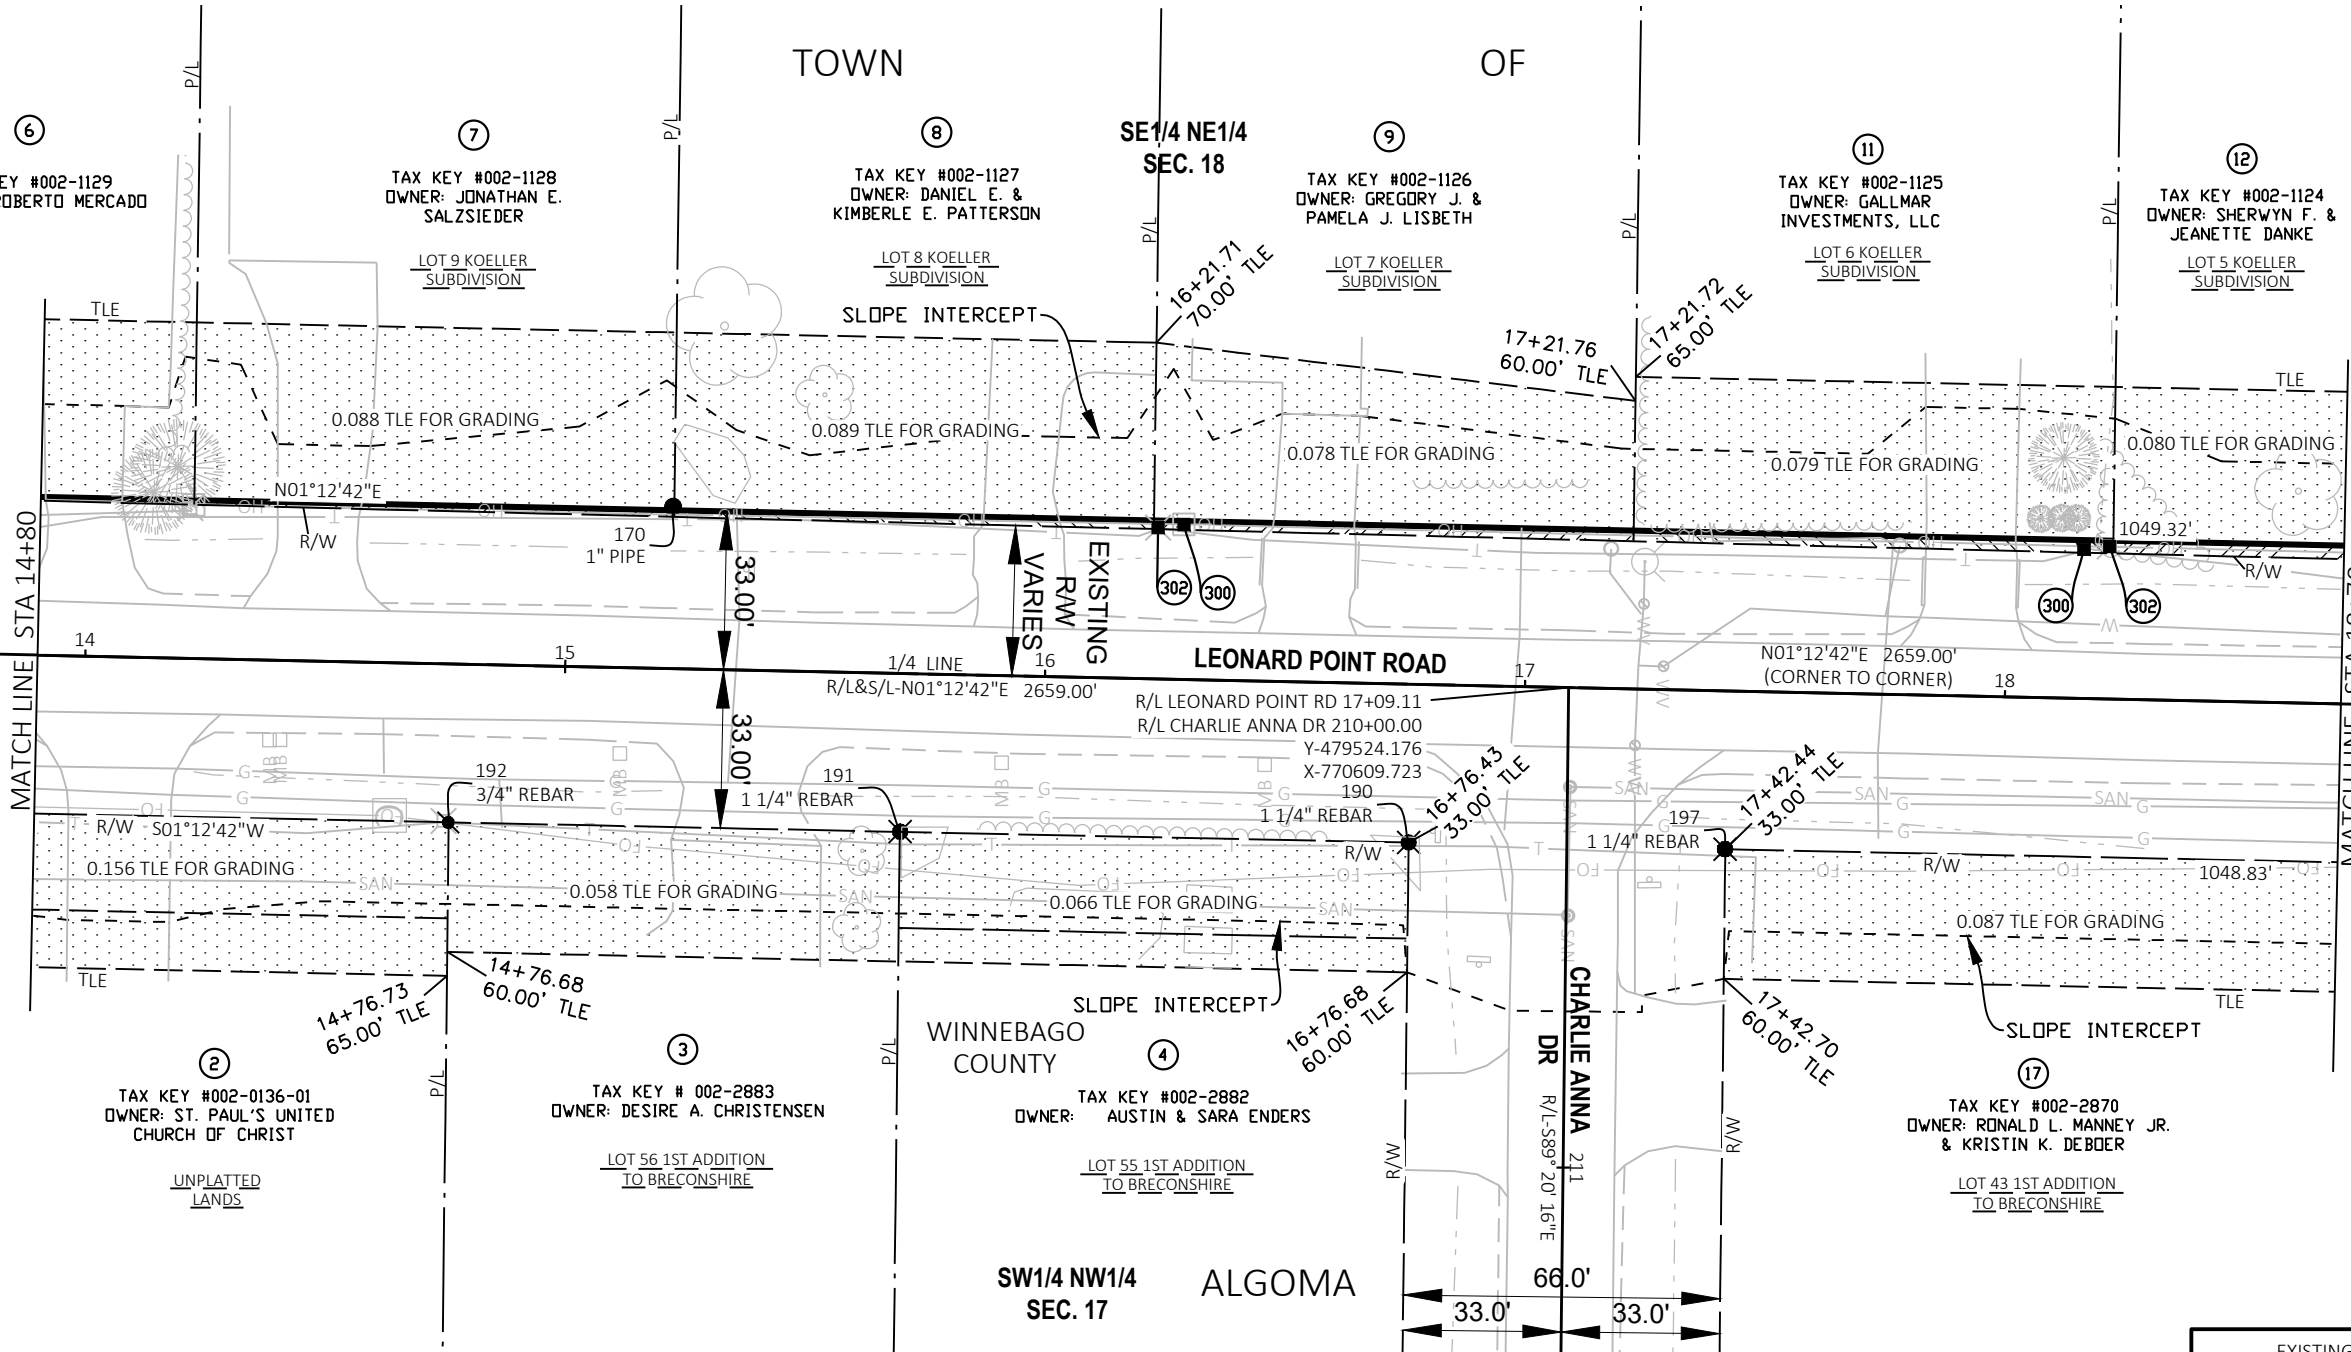 TOWN
OF
P/L
P/L
P/L
P/L
P/L
SE1/4 NE1/4
SEC. 18
6
EY #002-1129
OBERTO MERCADO
7
TAX KEY #002-1128
OWNER: JONATHAN E.
SALZSIEDER
LOT 9 KOELLER
SUBDIVISION
8
TAX KEY #002-1127
OWNER: DANIEL E. &
KIMBERLE E. PATTERSON
LOT 8 KOELLER
SUBDIVISION
9
TAX KEY #002-1126
OWNER: GREGORY J. &
PAMELA J. LISBETH
LOT 7 KOELLER
SUBDIVISION
11
TAX KEY #002-1125
OWNER: GALLMAR
INVESTMENTS, LLC
LOT 6 KOELLER
SUBDIVISION
12
TAX KEY #002-1124
OWNER: SHERWYN F. &
JEANETTE DANKE
LOT 5 KOELLER
SUBDIVISION
TLE
SLOPE INTERCEPT
16+21.71
70.00' TLE
17+21.76
60.00' TLE
17+21.72
65.00' TLE
TLE
0.088 TLE FOR GRADING
0.089 TLE FOR GRADING
0.078 TLE FOR GRADING
0.079 TLE FOR GRADING
0.080 TLE FOR GRADING
N01°12'42"E
R/W
170
1" PIPE
33.00'
EXISTING
R/W
VARIES
302
300
300
302
1049.32'
R/W
MATCH LINE STA 14+80
14
15
1/4 LINE
16
LEONARD POINT ROAD
17
N01°12'42"E 2659.00'
(CORNER TO CORNER)
18
R/L&S/L-N01°12'42"E 2659.00'
R/L LEONARD POINT RD 17+09.11
R/L CHARLIE ANNA DR 210+00.00
Y-479524.176
X-770609.723
33.00'
192
3/4" REBAR
191
1 1/4" REBAR
190
1 1/4" REBAR
16+76.43
33.00' TLE
197
1 1/4" REBAR
17+42.44
33.00' TLE
MB
MB
MB
MB
G
G
G
G
G
G
FO
SAN
SAN
SAN
R/W S01°12'42"W
R/W
R/W
1048.83'
0.156 TLE FOR GRADING
0.058 TLE FOR GRADING
0.066 TLE FOR GRADING
0.087 TLE FOR GRADING
SAN
SAN
SAN
TLE
14+76.73
65.00' TLE
14+76.68
60.00' TLE
SLOPE INTERCEPT
16+76.68
60.00' TLE
17+42.70
60.00' TLE
SLOPE INTERCEPT
TLE
WINNEBAGO
COUNTY
P/L
P/L
2
TAX KEY #002-0136-01
OWNER: ST. PAUL'S UNITED
CHURCH OF CHRIST
UNPLATTED
LANDS
3
TAX KEY # 002-2883
OWNER: DESIRE A. CHRISTENSEN
LOT 56 1ST ADDITION
TO BRECONSHIRE
4
TAX KEY #002-2882
OWNER: AUSTIN & SARA ENDERS
LOT 55 1ST ADDITION
TO BRECONSHIRE
17
TAX KEY #002-2870
OWNER: RONALD L. MANNEY JR.
& KRISTIN K. DEBOER
LOT 43 1ST ADDITION
TO BRECONSHIRE
R/W
R/W
CHARLIE ANNA
DR
211
R/L-S89° 20' 16"E
SW1/4 NW1/4
SEC. 17
ALGOMA
66.0'
33.0'
33.0'
EXISTING